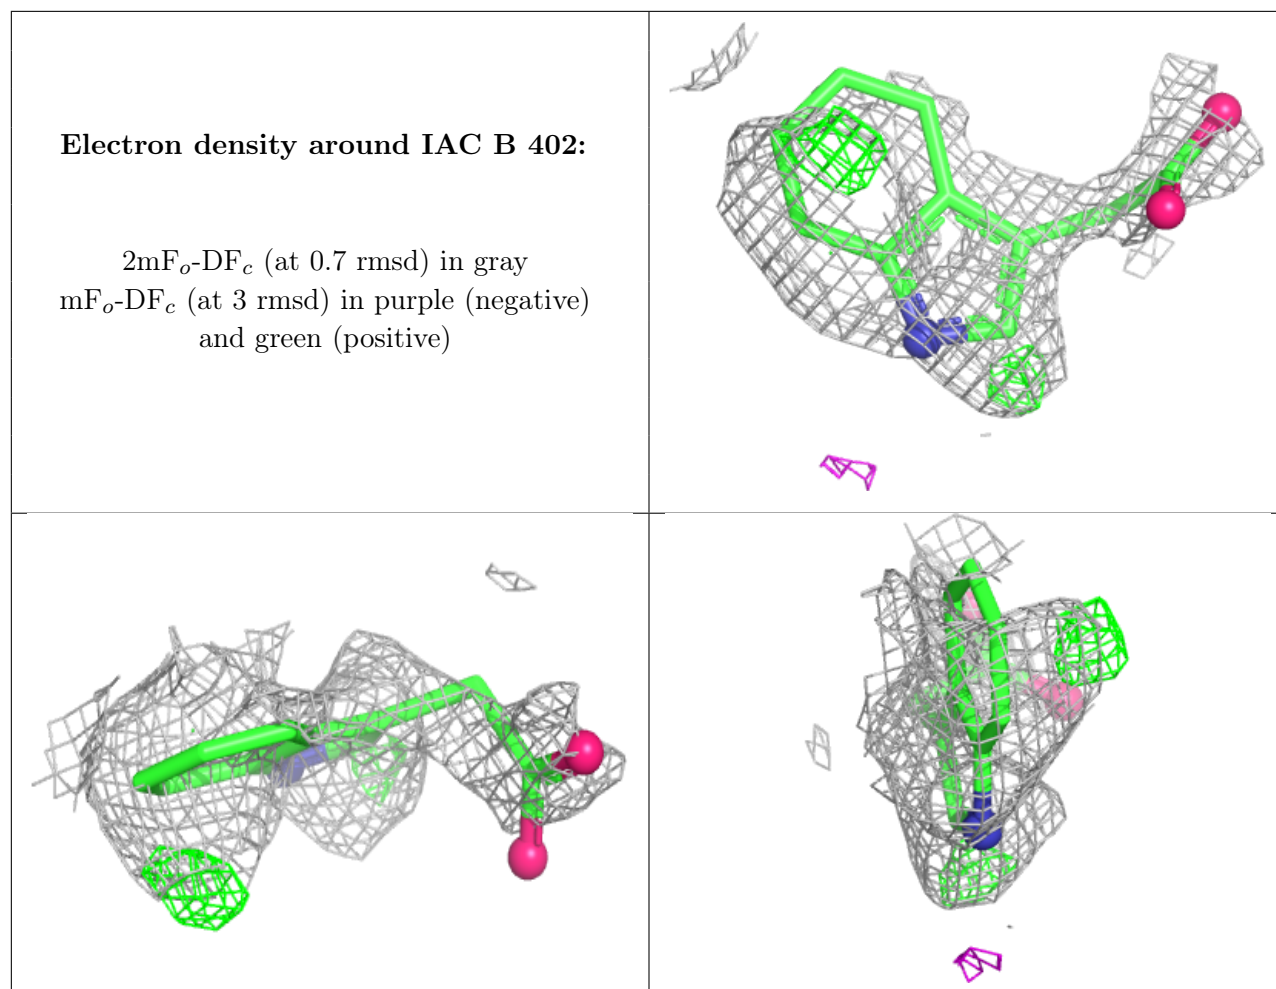 Electron density around IAC B 402:
2mFo-DFc (at 0.7 rmsd) in gray
mFo-DFc (at 3 rmsd) in purple (negative)
and green (positive)